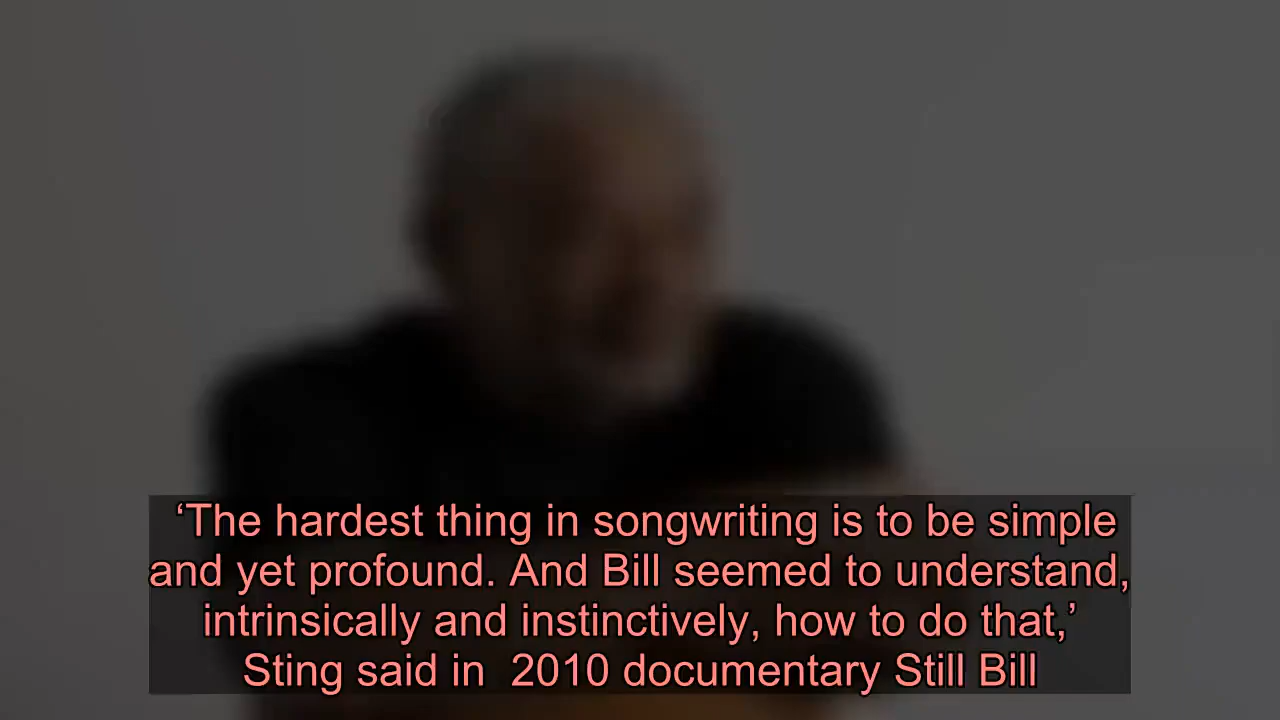 ‘The hardest thing in songwriting is to be simple
and yet profound. And Bill seemed to understand,
intrinsically and instinctively, how to do that,’
Sting said in  2010 documentary Still Bill